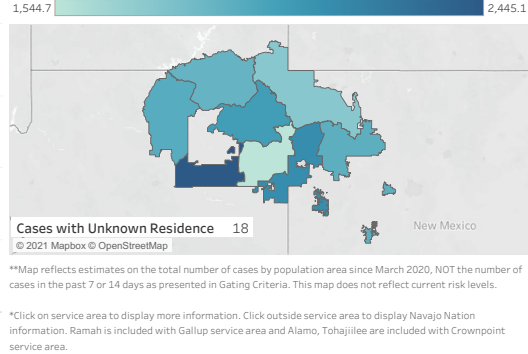 1,544.7 2,445.1
New Mexico
Cases with Unknown Residence 18
© 2021 Mapbox © OpenStreetMap
**Map reflects estimates on the total number of cases by population area since March 2020, NOT the number of
cases in the past 7 or 14 days as presented in Gating Criteria. This map does not reflect current risk levels.
*Click on service area to display more information. Click outside service area to display Navajo Nation
information. Ramah is included with Gallup service area and Alamo, Tohajiilee are included with Crownpoint
service area.